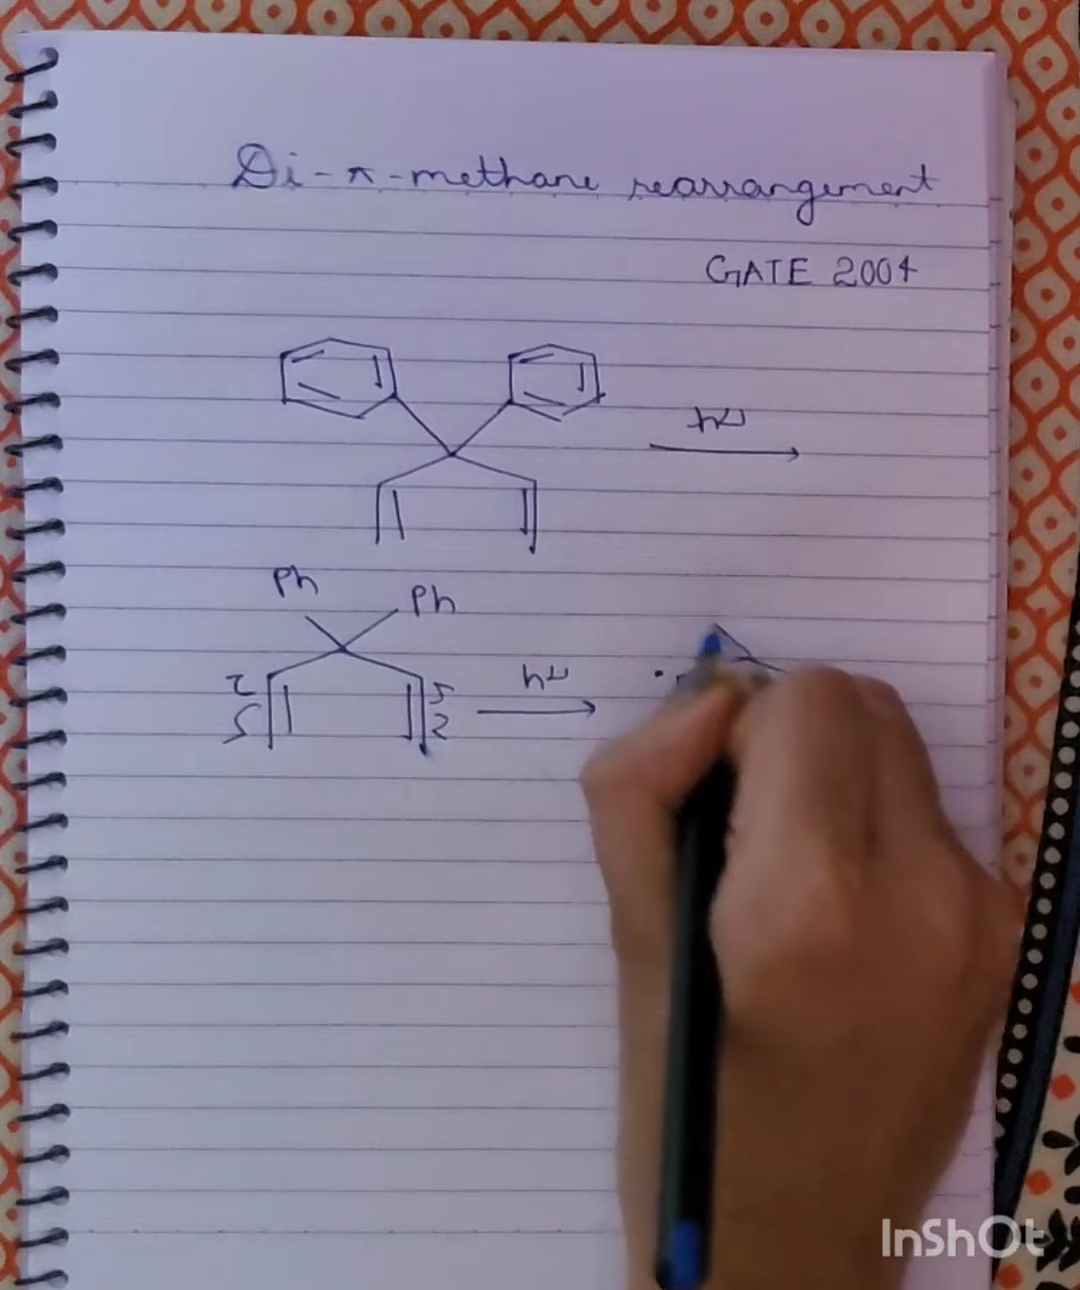 Di-π-methane rearrangement
GATE 2004
hν
Ph
Ph
hν
InShOt